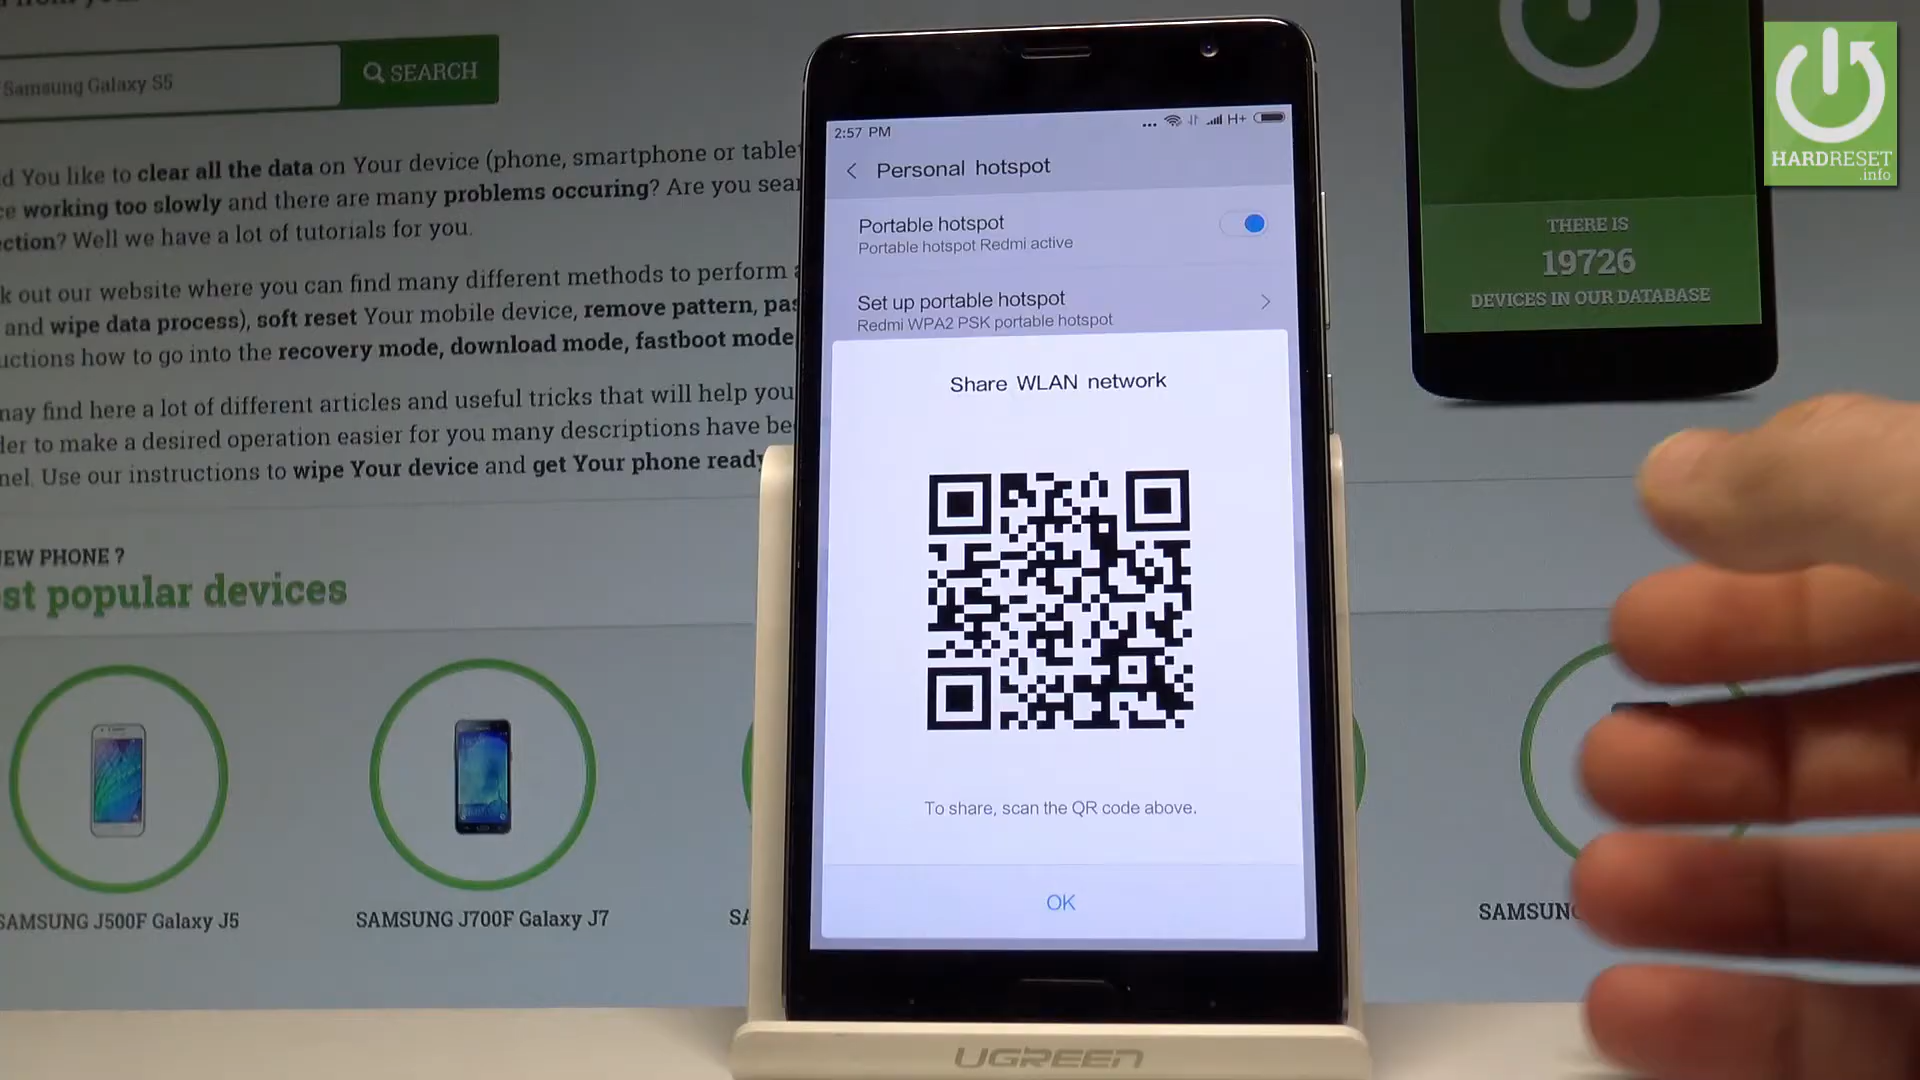 Samsung Galaxy S5
SEARCH
d You like to clear all the data on Your device (phone, smartphone or tablet
working too slowly and there are many problems occuring? Are you sear
ction? Well we have a lot of tutorials for you.
k out our website where you can find many different methods to perform
and wipe data process), soft reset Your mobile device, remove pattern, pas
uctions how to go into the recovery mode, download mode, fastboot mode
may find here a lot of different articles and useful tricks that will help you
der to make a desired operation easier for you many descriptions have be
nel. Use our instructions to wipe Your device and get Your phone ready
EW PHONE ?
st popular devices
SAMSUNG J500F Galaxy J5
SAMSUNG J700F Galaxy J7
SA
2:57 PM
H+
Personal hotspot
Portable hotspot
Portable hotspot Redmi active
Set up portable hotspot
Redmi WPA2 PSK portable hotspot
Share WLAN network
To share, scan the QR code above.
OK
UGREEN
THERE IS
19726
DEVICES IN OUR DATABASE
SAMSUN
HARDRESET
.info